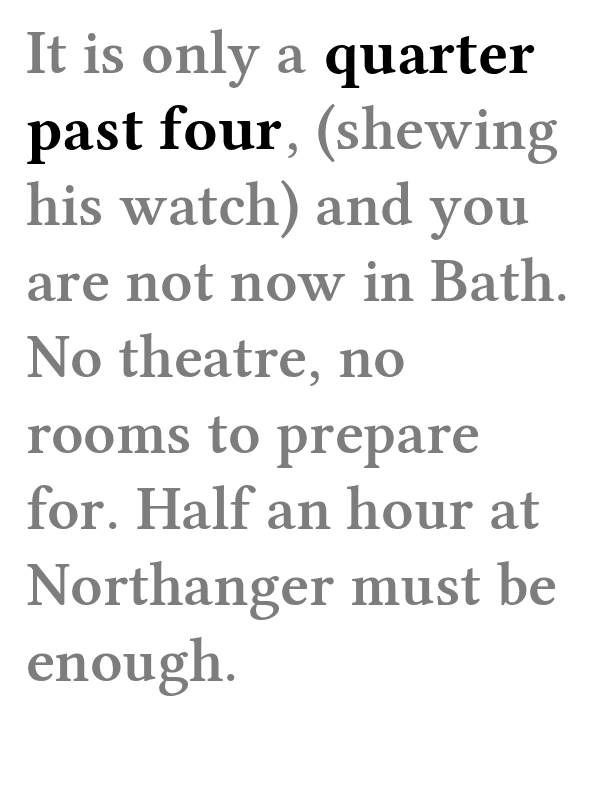 It is only a quarter
past four, (shewing
his watch) and you
are not now in Bath.
No theatre, no
rooms to prepare
for. Half an hour at
Northanger must be
enough.